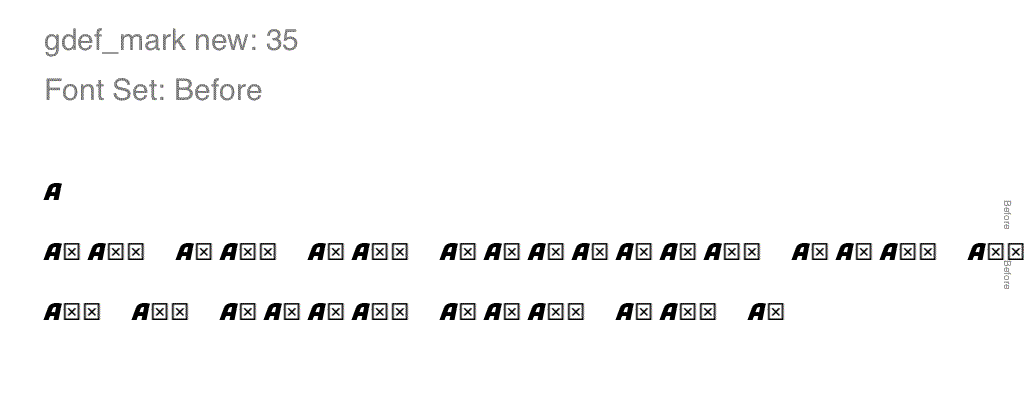 gdef_mark new: 35
Font Set: Before
A
A☒ A☒☒ A☒ A☒☒ A☒ A☒☒ A☒ A☒ A☒ A☒ A☒ A☒ A☒☒ A☒ A☒ A☒☒ A☒☒
A☒☒ A☒☒ A☒ A☒ A☒ A☒☒ A☒ A☒ A☒☒ A☒ A☒☒ A☒
Before
Before